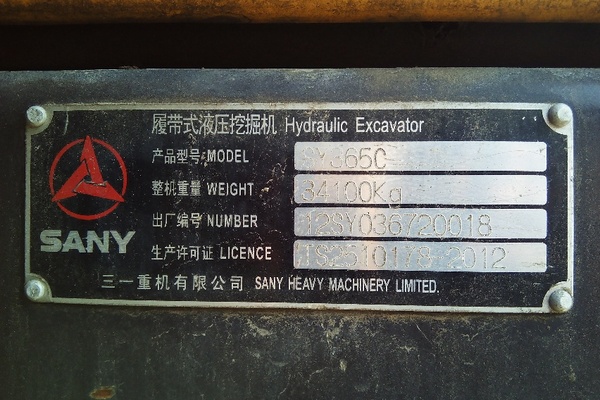 履带式液压挖掘机 Hydraulic Excavator
产品型号 MODEL
整机重量 WEIGHT 34100Kg
出厂编号 NUMBER 12SY036720018
生产许可证 LICENCE 2012
SANY
三一重机有限公司 SANY HEAVY MACHINERY LIMITED.